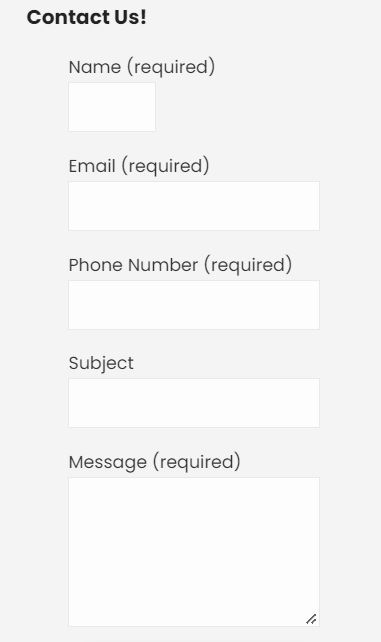 Contact Us!
Name (required)
Email (required)
Phone Number (required)
Subject
Message (required)